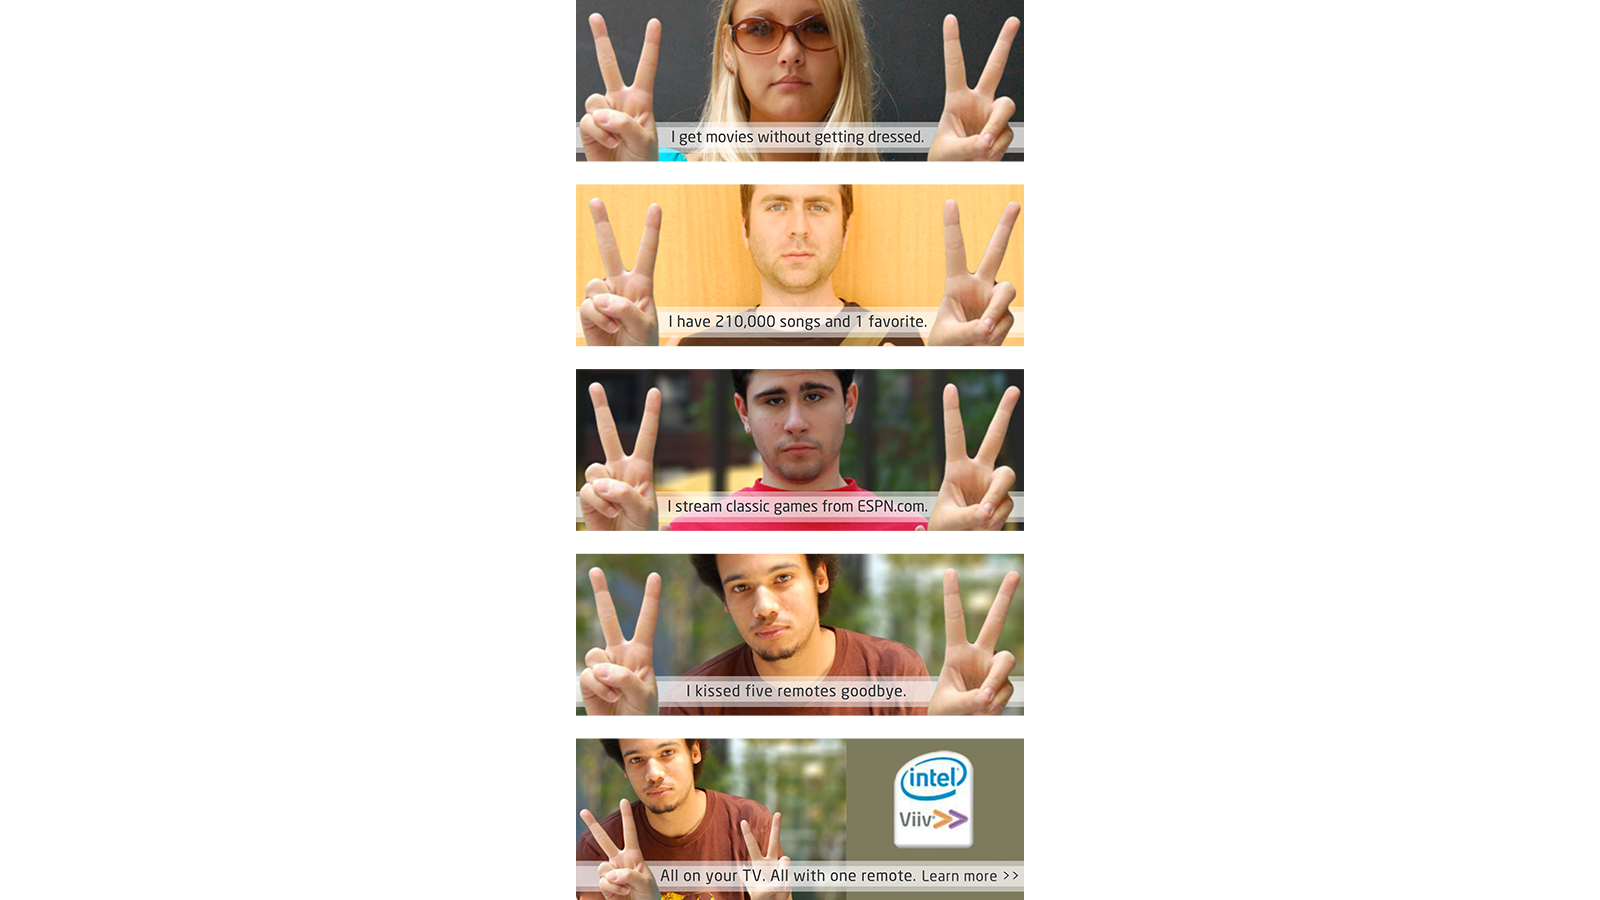 I get movies without getting dressed.
I have 210,000 songs and 1 favorite.
I stream classic games from ESPN.com.
I kissed five remotes goodbye.
intel
Viiv
All on your TV. All with one remote. Learn more >>